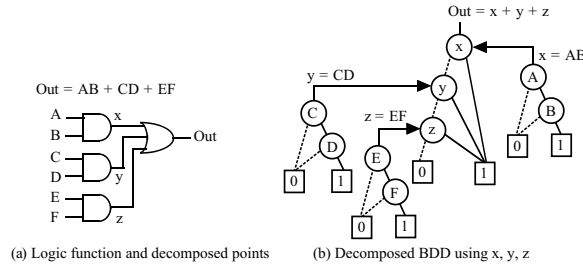 Out = AB + CD + EF
A
B
x
C
D
y
E
F
z
Out
(a) Logic function and decomposed points
Out = x + y + z
x
x = AB
y = CD
y
A
B
0
1
C
D
0
1
z = EF
z
0
1
E
F
0
1
(b) Decomposed BDD using x, y, z